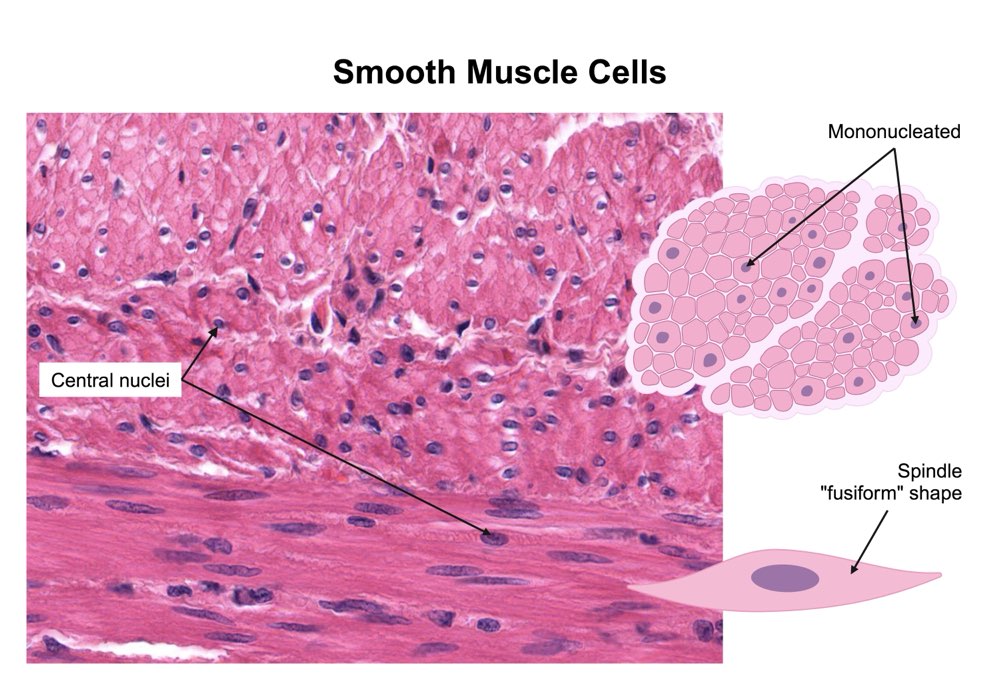 Smooth Muscle Cells
Mononucleated
Central nuclei
Spindle
"fusiform" shape